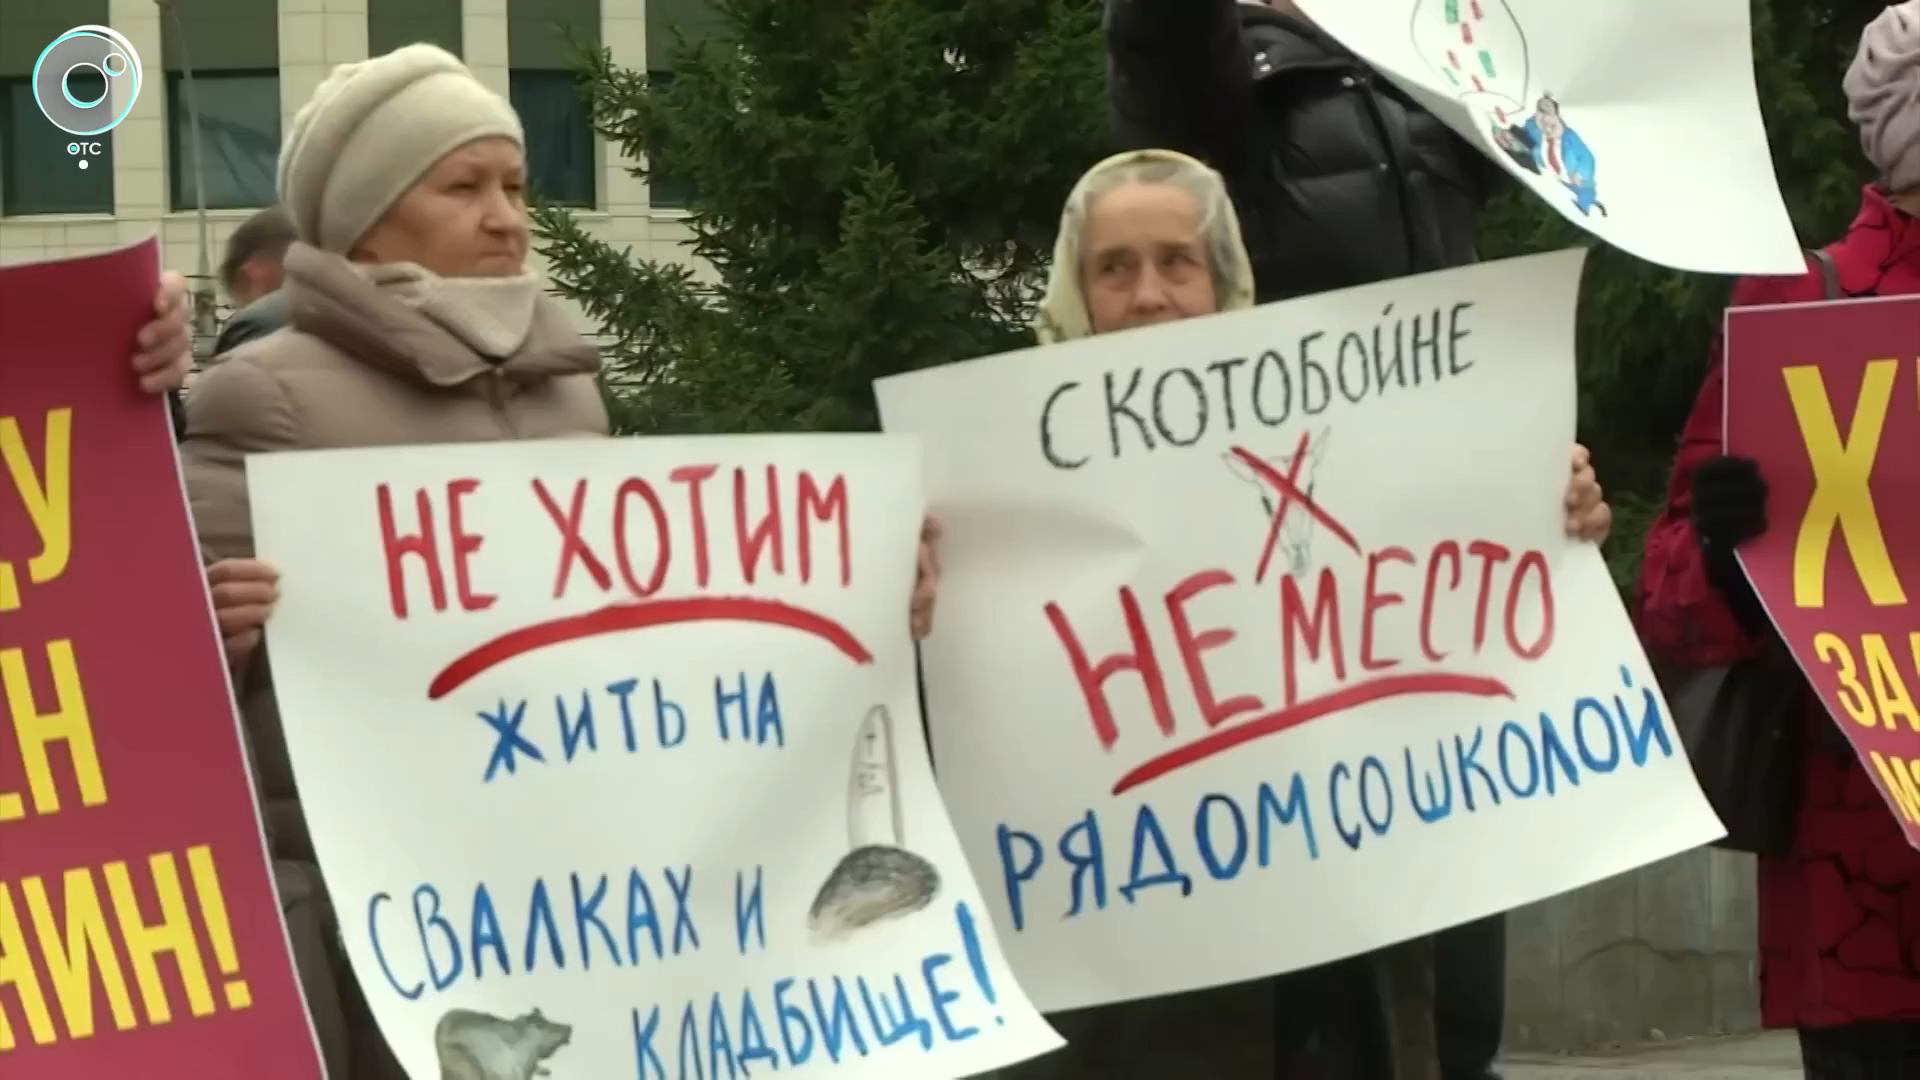 ОТС
НЕ ХОТИМ
ЖИТЬ НА
СВАЛКАХ И
КЛАДБИЩЕ!
СКОТОБОЙНЕ
НЕ МЕСТО
РЯДОМ СО ШКОЛОЙ